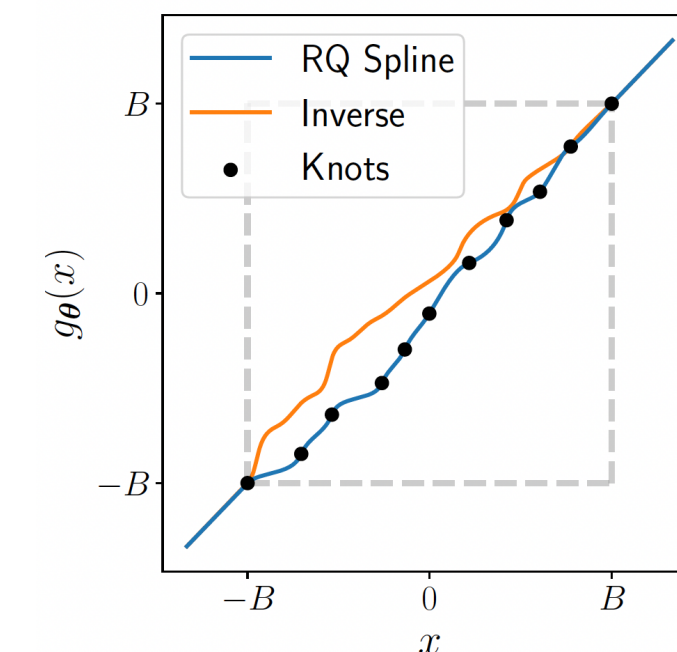 RQ Spline
Inverse
Knots
B
0
−B
g𝜽(x)
−B 0 B
x